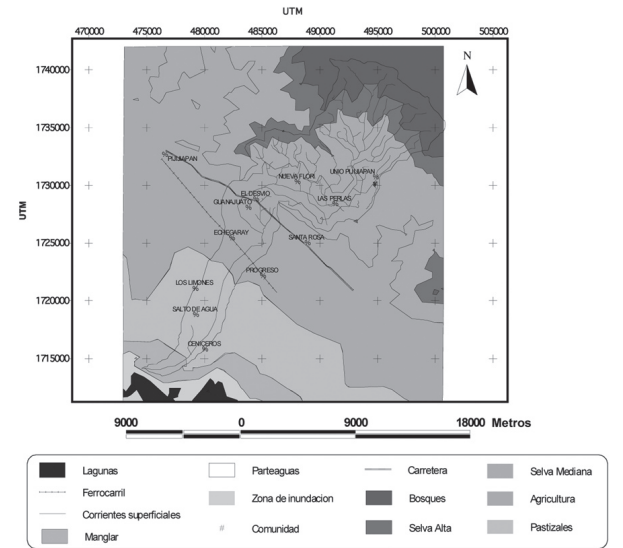 UTM
470000 475000 480000 485000 490000 495000 500000 505000
N
1740000
1735000
PIJIJIAPAN
NUEVA FLORI
UNIO PIJIJIAPAN
1730000
EL DESVIO
GUANAJUATO
LAS PERLAS
UTM
ECHEGARAY
SANTA ROSA
1725000
PROGRESO
LOS LIMONES
1720000
SALTO DE AGUA
CENICEROS
1715000
9000 0 9000 18000 Metros
Lagunas Parteaguas Carretera Selva Mediana
Ferrocarril Zona de inundacion Bosques Agricultura
Corrientes superficiales
# Comunidad Selva Alta Pastizales
Manglar